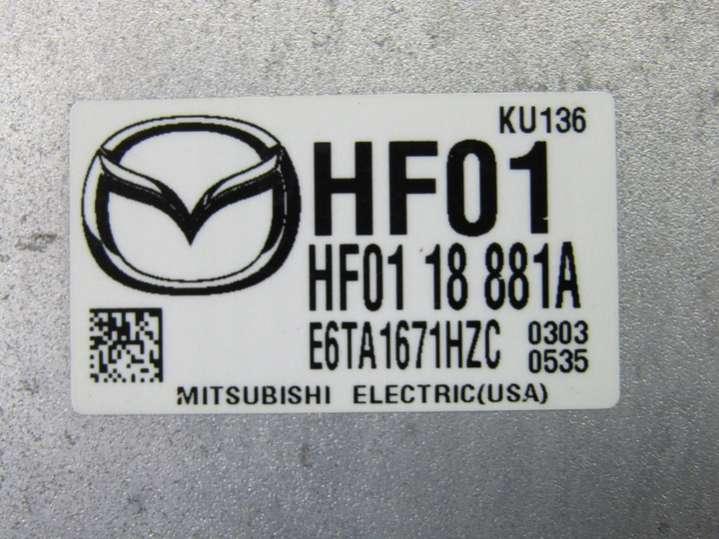 KU136
HF01
HF01 18 881A
E6TA1671HZC 0303
0535
MITSUBISHI ELECTRIC(USA)